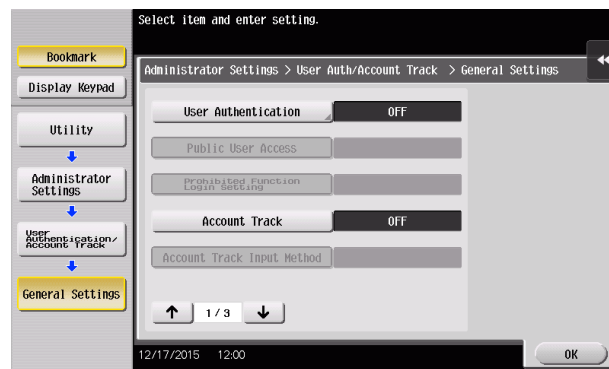 Select item and enter setting.
Bookmark
Display Keypad
Utility
Administrator
Settings
User
Authentication/
Account Track
General Settings
Administrator Settings > User Auth/Account Track > General Settings
User Authentication OFF
Public User Access
Prohibited Function
Login Setting
Account Track OFF
Account Track Input Method
1/3
12/17/2015 12:00
OK